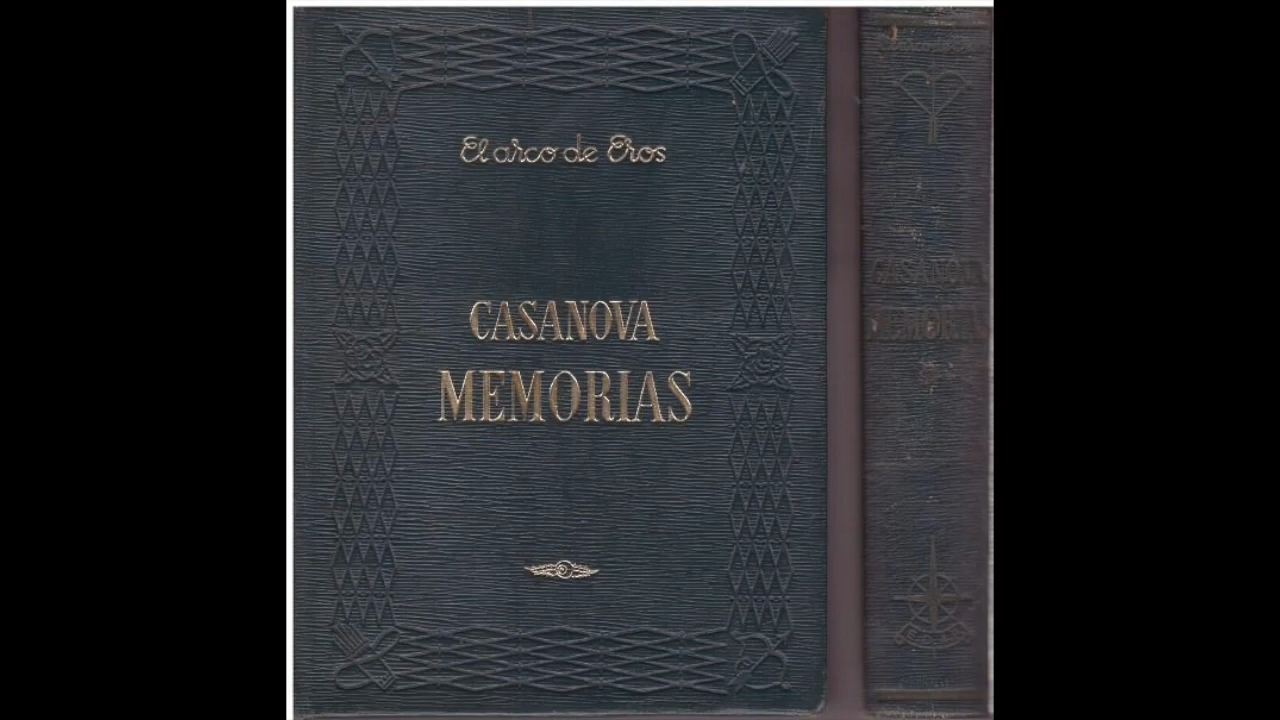 El arco de Eros
CASANOVA
MEMORIAS
CASANOVA
MEMORIAS